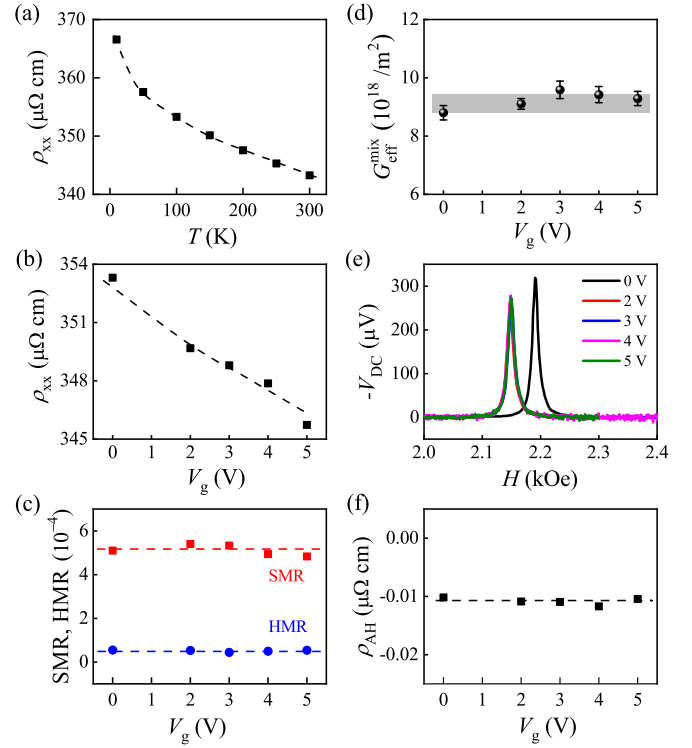 (a)
370
360
350
340
ρxx (μΩ cm)
0
100
200
300
T (K)
(b)
354
351
348
345
ρxx (μΩ cm)
0
1
2
3
4
5
Vg (V)
(c)
8
6
4
2
0
SMR, HMR (10⁻⁴)
SMR
HMR
0
1
2
3
4
5
Vg (V)
(d)
12
10
8
6
G_eff^mix (10¹⁸ /m²)
0
1
2
3
4
5
Vg (V)
(e)
300
200
100
0
-VDC (μV)
0 V
2 V
3 V
4 V
5 V
2.0
2.1
2.2
2.3
2.4
H (kOe)
(f)
0.00
-0.01
-0.02
ρAH (μΩ cm)
0
1
2
3
4
5
Vg (V)